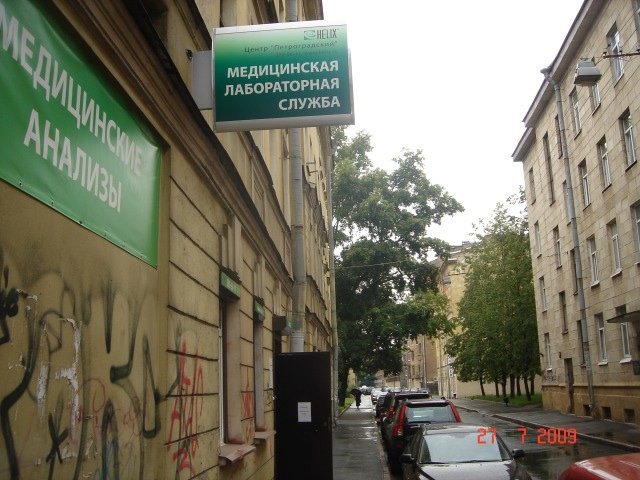 HELIX
Центр "Петроградский"
МЕДИЦИНСКАЯ
ЛАБОРАТОРНАЯ
СЛУЖБА
МЕДИЦИНСКИЕ
АНАЛИЗЫ
27 7 2009